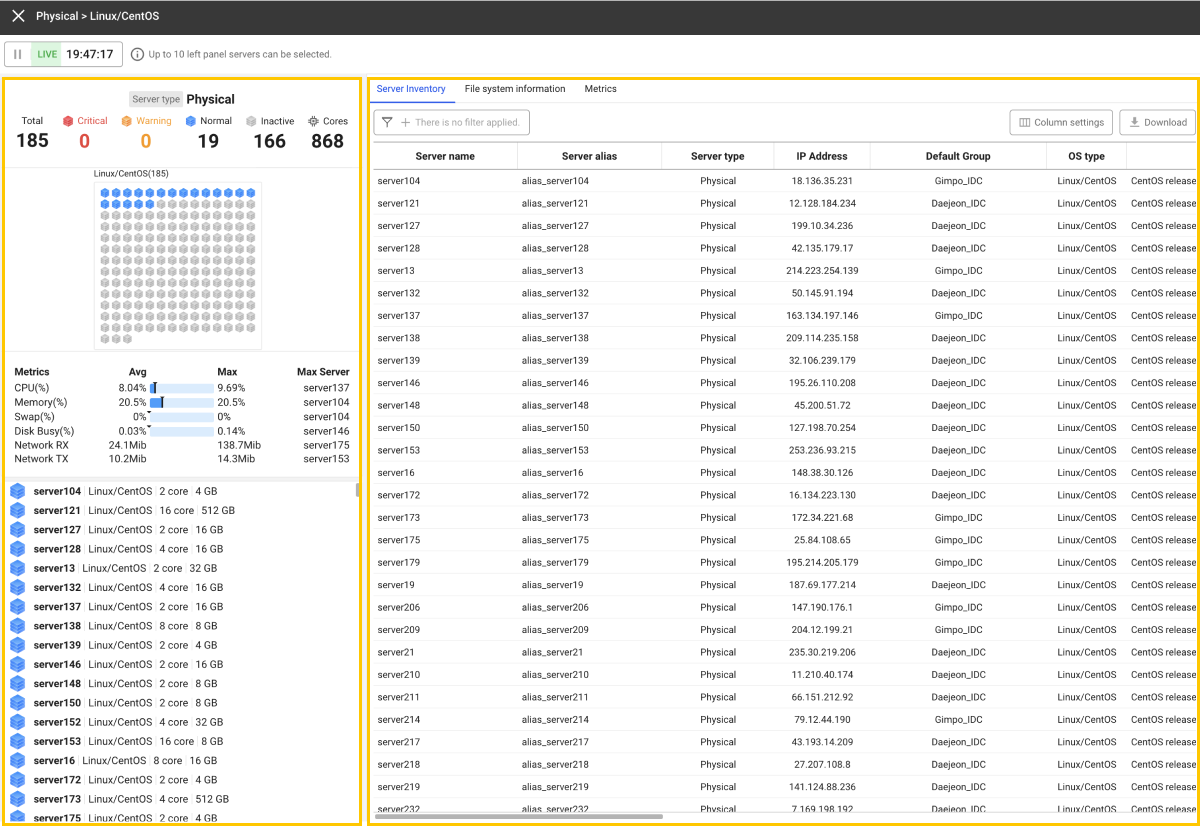 Physical > Linux/CentOS
LIVE 19:47:17 Up to 10 left panel servers can be selected.
Server type Physical
Total Critical Warning Normal Inactive Cores
185 0 0 19 166 868
Linux/CentOS(185)
Metrics Avg Max Max Server
CPU(%) 8.04% 9.69% server137
Memory(%) 20.5% 20.5% server104
Swap(%) 0% 0% server104
Disk Busy(%) 0.03% 0.14% server146
Network RX 24.1Mib 138.7Mib server175
Network TX 10.2Mib 14.3Mib server153
server104 Linux/CentOS 2 core 4 GB
server121 Linux/CentOS 16 core 512 GB
server127 Linux/CentOS 2 core 16 GB
server128 Linux/CentOS 4 core 16 GB
server13 Linux/CentOS 2 core 32 GB
server132 Linux/CentOS 4 core 16 GB
server137 Linux/CentOS 2 core 16 GB
server138 Linux/CentOS 8 core 8 GB
server139 Linux/CentOS 2 core 4 GB
server146 Linux/CentOS 2 core 16 GB
server148 Linux/CentOS 2 core 8 GB
server150 Linux/CentOS 2 core 8 GB
server152 Linux/CentOS 4 core 32 GB
server153 Linux/CentOS 16 core 8 GB
server16 Linux/CentOS 8 core 16 GB
server172 Linux/CentOS 2 core 4 GB
server173 Linux/CentOS 4 core 512 GB
server175 Linux/CentOS 2 core 4 GB
Server Inventory File system information Metrics
There is no filter applied. Column settings Download
Server name Server alias Server type IP Address Default Group OS type
server104 alias_server104 Physical 18.136.35.231 Gimpo_IDC Linux/CentOS CentOS release
server121 alias_server121 Physical 12.128.184.234 Daejeon_IDC Linux/CentOS CentOS release
server127 alias_server127 Physical 199.10.34.236 Daejeon_IDC Linux/CentOS CentOS release
server128 alias_server128 Physical 42.135.179.17 Daejeon_IDC Linux/CentOS CentOS release
server13 alias_server13 Physical 214.223.254.139 Gimpo_IDC Linux/CentOS CentOS release
server132 alias_server132 Physical 50.145.91.194 Daejeon_IDC Linux/CentOS CentOS release
server137 alias_server137 Physical 163.134.197.146 Gimpo_IDC Linux/CentOS CentOS release
server138 alias_server138 Physical 209.114.235.158 Daejeon_IDC Linux/CentOS CentOS release
server139 alias_server139 Physical 32.106.239.179 Daejeon_IDC Linux/CentOS CentOS release
server146 alias_server146 Physical 195.26.110.208 Daejeon_IDC Linux/CentOS CentOS release
server148 alias_server148 Physical 45.200.51.72 Daejeon_IDC Linux/CentOS CentOS release
server150 alias_server150 Physical 127.198.70.254 Daejeon_IDC Linux/CentOS CentOS release
server153 alias_server153 Physical 253.236.93.215 Daejeon_IDC Linux/CentOS CentOS release
server16 alias_server16 Physical 148.38.30.126 Daejeon_IDC Linux/CentOS CentOS release
server172 alias_server172 Physical 16.134.223.130 Daejeon_IDC Linux/CentOS CentOS release
server173 alias_server173 Physical 172.34.221.68 Gimpo_IDC Linux/CentOS CentOS release
server175 alias_server175 Physical 25.84.108.65 Gimpo_IDC Linux/CentOS CentOS release
server179 alias_server179 Physical 195.214.205.179 Gimpo_IDC Linux/CentOS CentOS release
server19 alias_server19 Physical 187.69.177.214 Daejeon_IDC Linux/CentOS CentOS release
server206 alias_server206 Physical 147.190.176.1 Gimpo_IDC Linux/CentOS CentOS release
server209 alias_server209 Physical 204.12.199.21 Gimpo_IDC Linux/CentOS CentOS release
server21 alias_server21 Physical 235.30.219.206 Daejeon_IDC Linux/CentOS CentOS release
server210 alias_server210 Physical 11.210.40.174 Daejeon_IDC Linux/CentOS CentOS release
server211 alias_server211 Physical 66.151.212.92 Daejeon_IDC Linux/CentOS CentOS release
server214 alias_server214 Physical 79.12.44.190 Gimpo_IDC Linux/CentOS CentOS release
server217 alias_server217 Physical 43.193.14.209 Daejeon_IDC Linux/CentOS CentOS release
server218 alias_server218 Physical 27.207.108.8 Daejeon_IDC Linux/CentOS CentOS release
server219 alias_server219 Physical 141.124.88.236 Daejeon_IDC Linux/CentOS CentOS release
server232 alias_server232 Physical 7.169.198.192 Daejeon_IDC Linux/CentOS CentOS release